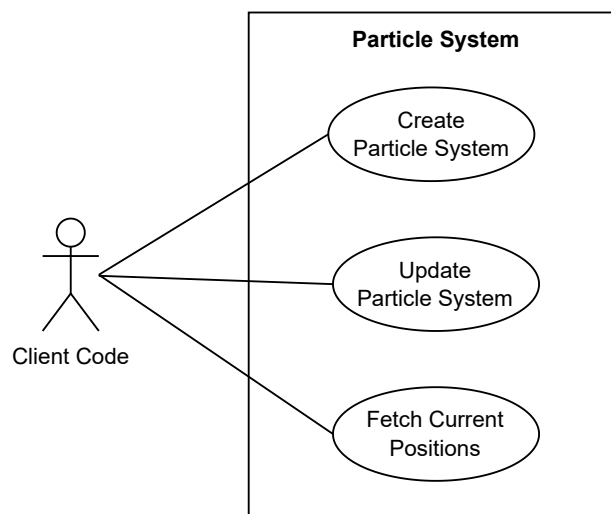 Particle System
Create
Particle System
Update
Particle System
Client Code
Fetch Current
Positions